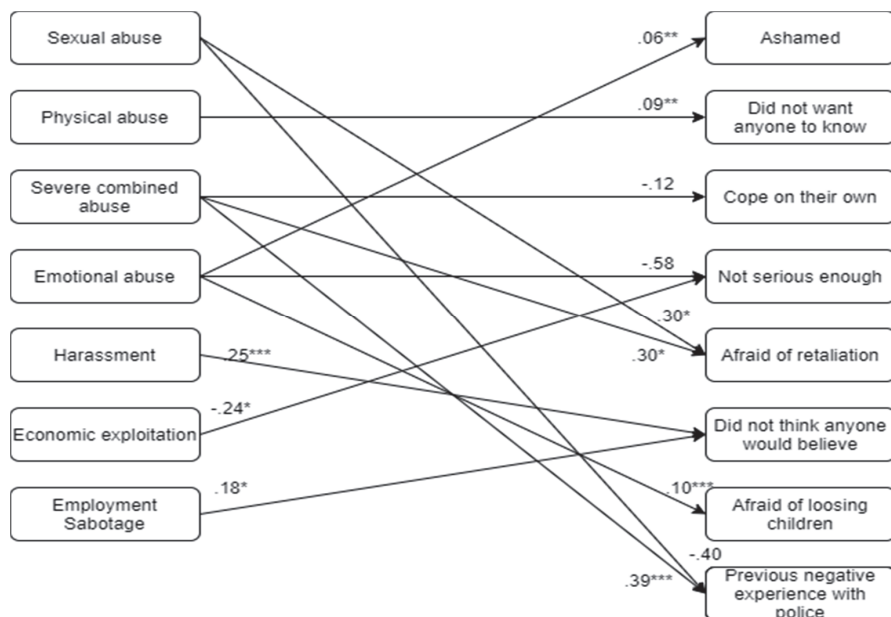 Sexual abuse
.06**
Ashamed
Physical abuse
.09**
Did not want
anyone to know
Severe combined
abuse
-.12
Cope on their own
Emotional abuse
-.58
Not serious enough
.30*
Harassment
.25***
.30*
Afraid of retaliation
-.24*
Economic exploitation
Did not think anyone
would believe
.18*
Employment
Sabotage
.10***
Afraid of loosing
children
-.40
.39***
Previous negative
experience with
police